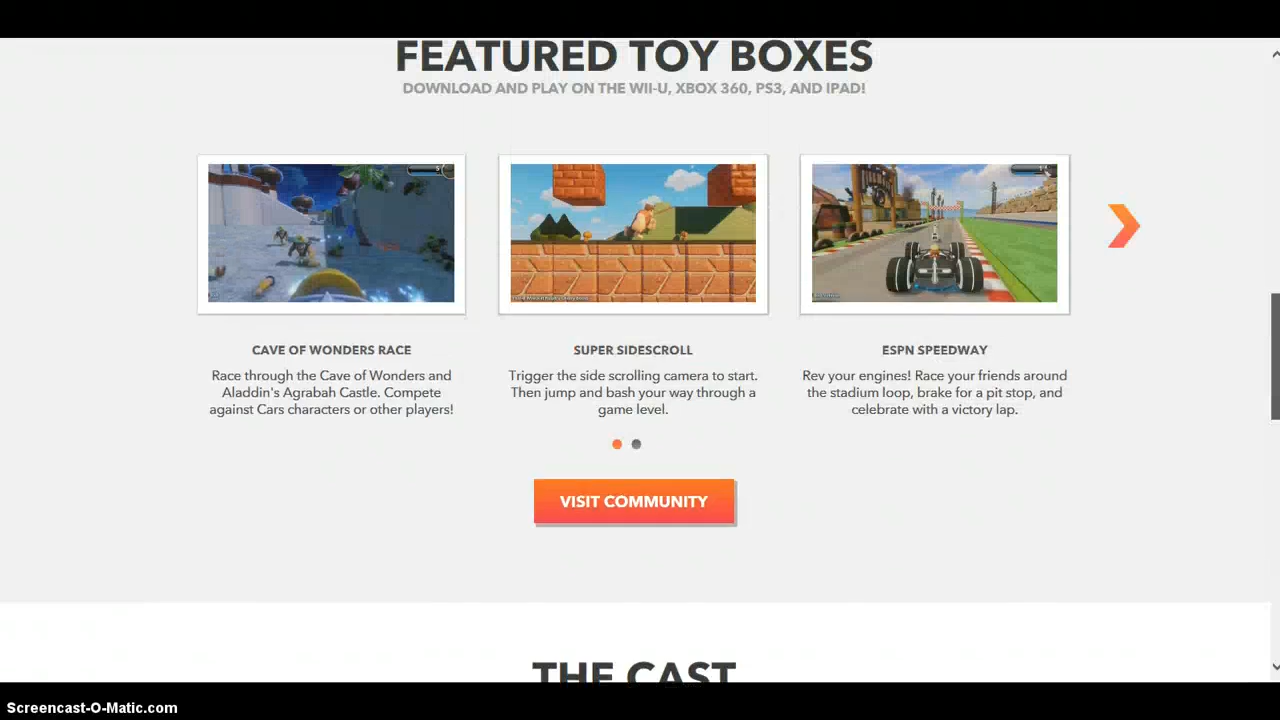 FEATURED TOY BOXES
DOWNLOAD AND PLAY ON THE WII-U, XBOX 360, PS3, AND IPAD!
CAVE OF WONDERS RACE
Race through the Cave of Wonders and
Aladdin's Agrabah Castle. Compete
against Cars characters or other players!
SUPER SIDESCROLL
Trigger the side scrolling camera to start.
Then jump and bash your way through a
game level.
ESPN SPEEDWAY
Rev your engines! Race your friends around
the stadium loop, brake for a pit stop, and
celebrate with a victory lap.
VISIT COMMUNITY
THE CAST
Screencast-O-Matic.com